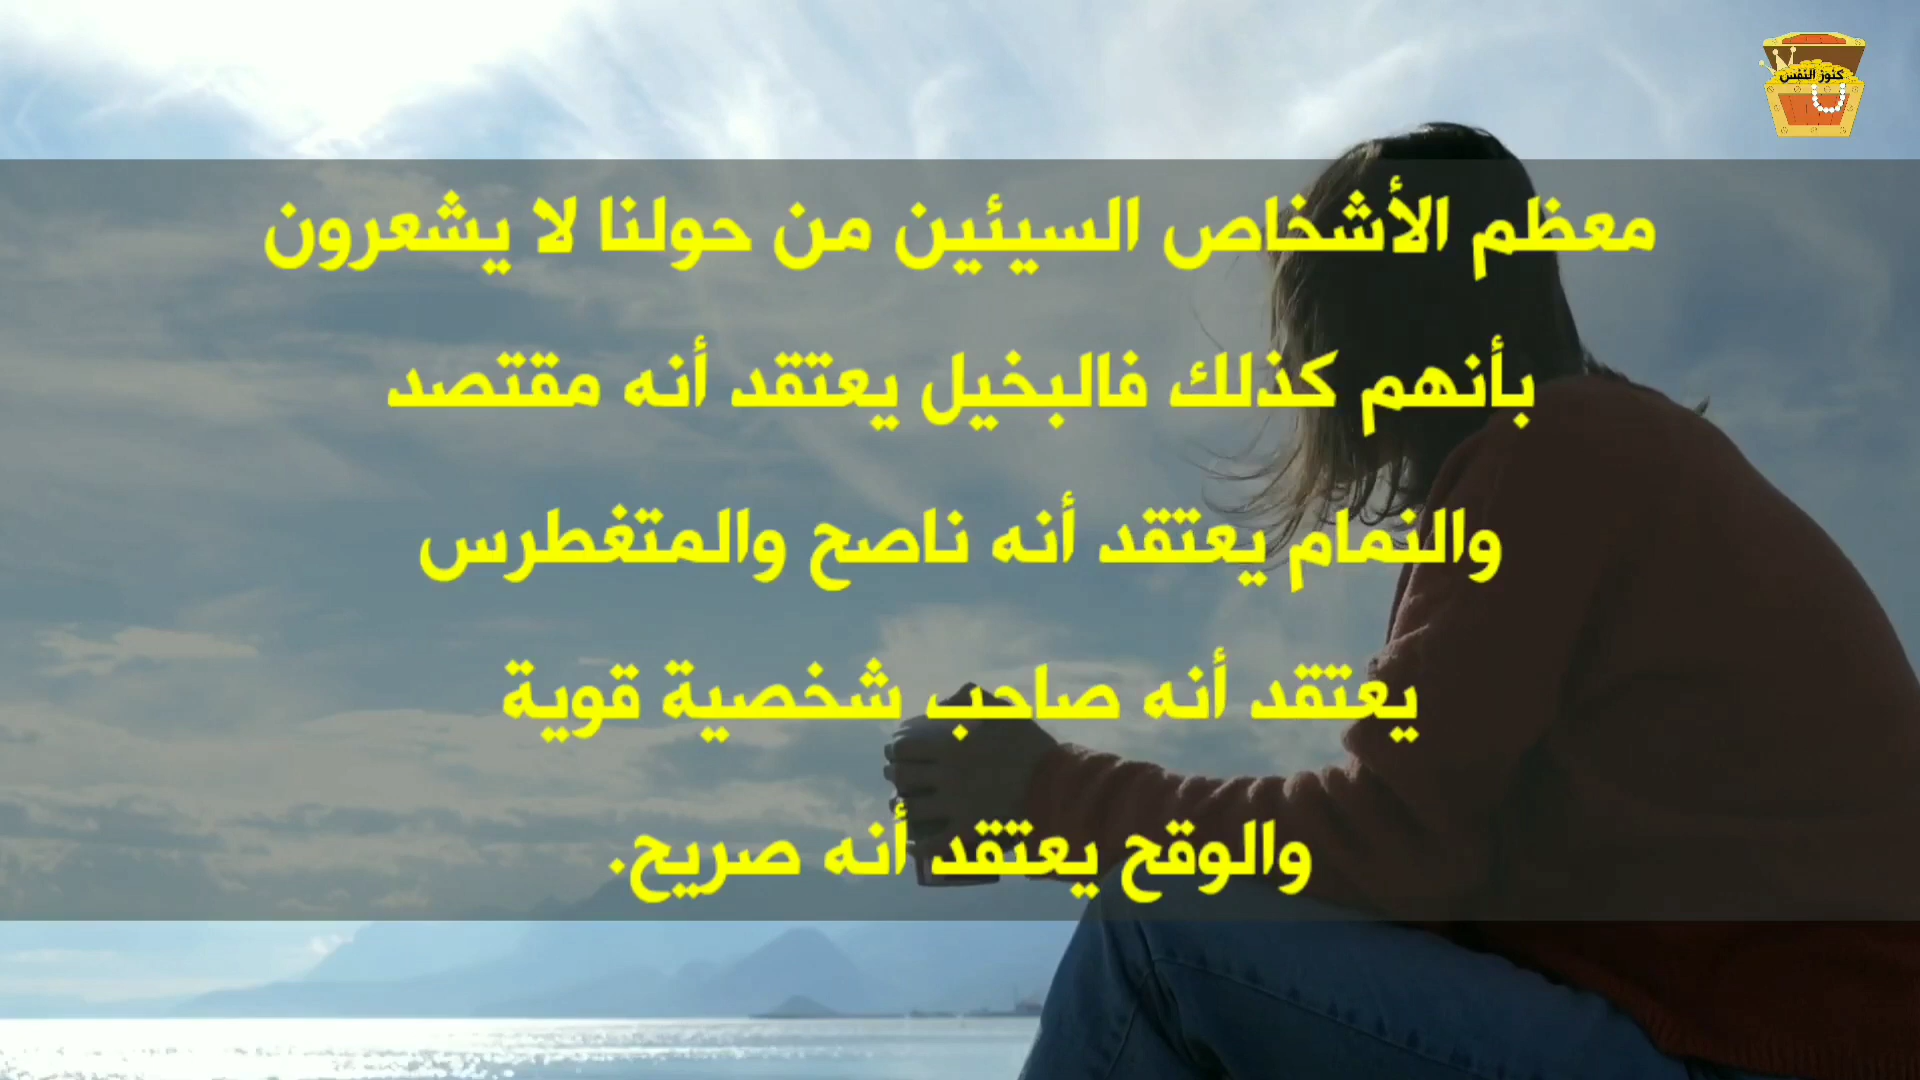 كنوز النفس
معظم الأشخاص السيئين من حولنا لا يشعرون
بأنهم كذلك فالبخيل يعتقد أنه مقتصد
والنمام يعتقد أنه ناصح والمتغطرس
يعتقد أنه صاحب شخصية قوية
والوقح يعتقد أنه صريح.